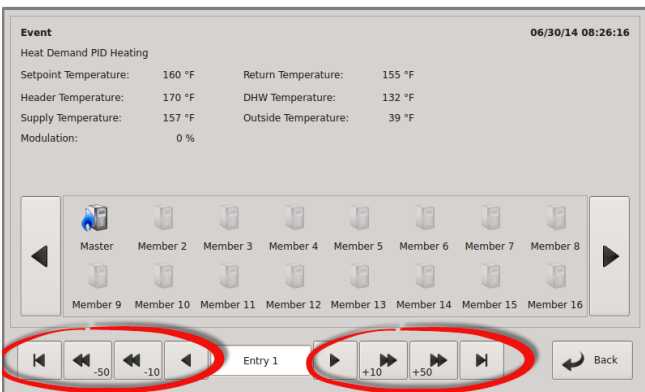 Event 06/30/14 08:26:16
Heat Demand PID Heating
Setpoint Temperature: 160 °F Return Temperature: 155 °F
Header Temperature: 170 °F DHW Temperature: 132 °F
Supply Temperature: 157 °F Outside Temperature: 39 °F
Modulation: 0 %
Master Member 2 Member 3 Member 4 Member 5 Member 6 Member 7 Member 8
Member 9 Member 10 Member 11 Member 12 Member 13 Member 14 Member 15 Member 16
-50 -10 Entry 1 +10 +50 Back